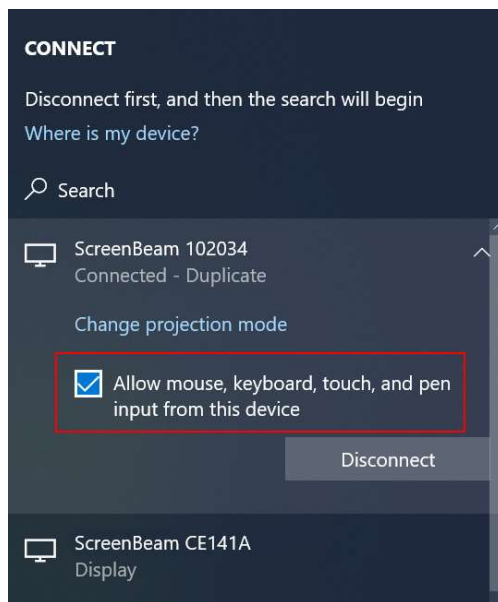 CONNECT
Disconnect first, and then the search will begin
Where is my device?
Search
ScreenBeam 102034
Connected - Duplicate
Change projection mode
Allow mouse, keyboard, touch, and pen
input from this device
Disconnect
ScreenBeam CE141A
Display